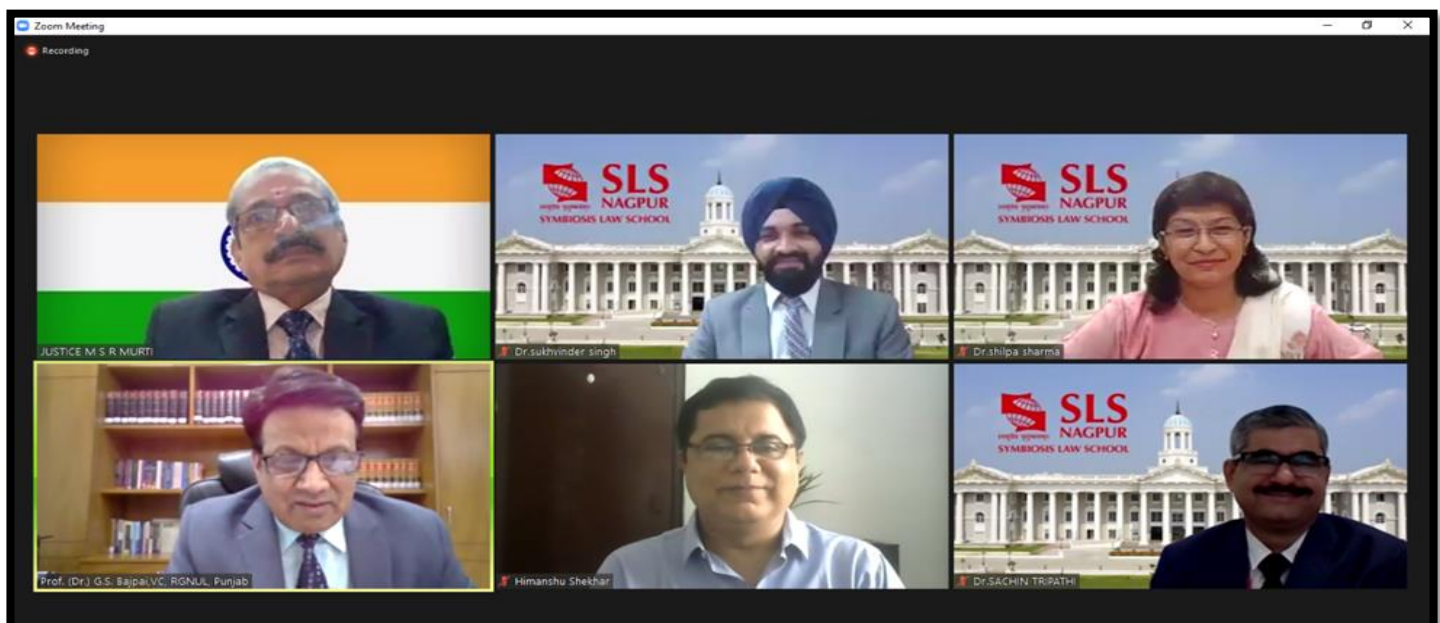 Zoom Meeting
Recording
SLS
NAGPUR
SYMBIOSIS LAW SCHOOL
SLS
NAGPUR
SYMBIOSIS LAW SCHOOL
JUSTICE M S R MURTI
Dr.sukhvinder singh
Dr.shilpa sharma
SLS
NAGPUR
SYMBIOSIS LAW SCHOOL
Prof. (Dr.) G.S. Bajpai,VC, RGNUL, Punjab
Himanshu Shekhar
Dr.SACHIN TRIPATHI